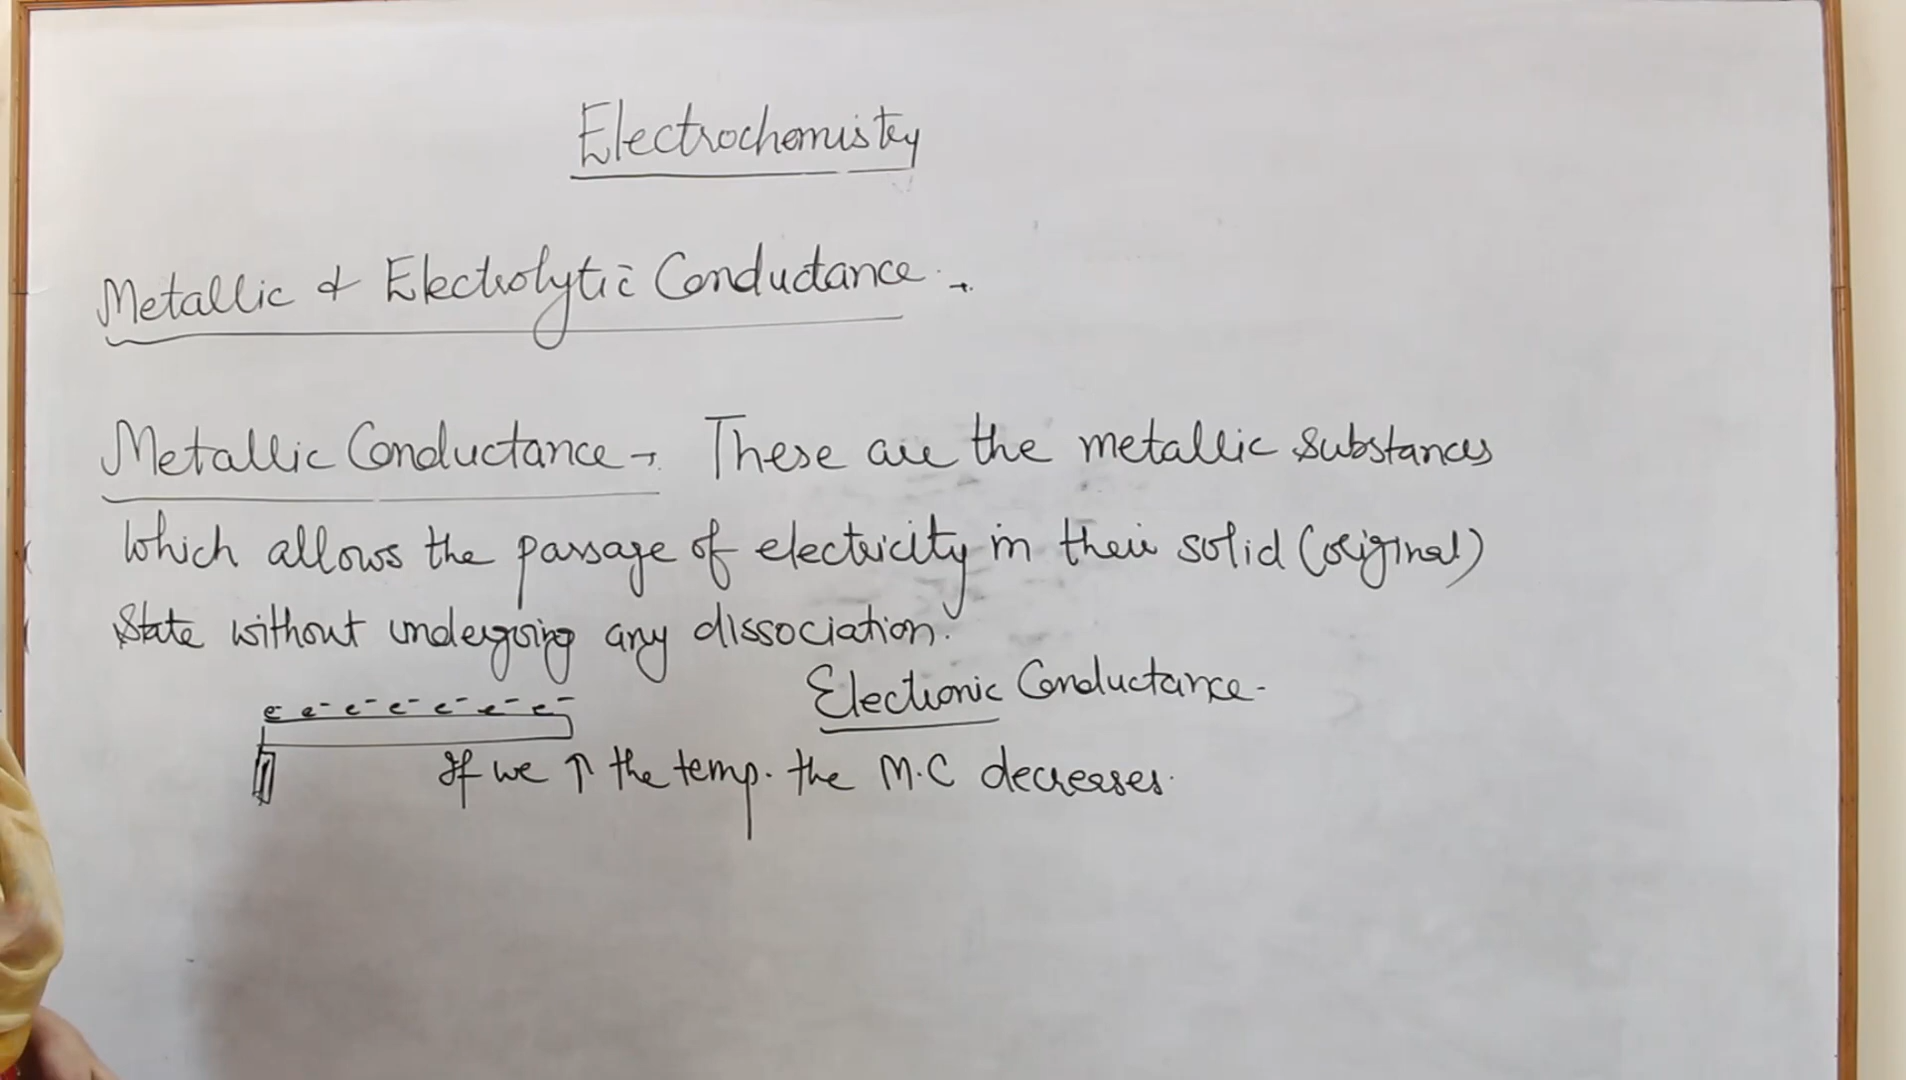 Electrochemistry
Metallic & Electrolytic Conductance →
Metallic Conductance → These are the metallic substances
which allows the passage of electricity in their solid (original)
State without undergoing any dissociation.
Electronic Conductance-
e⁻ e⁻ e⁻ e⁻ e⁻ e⁻ e⁻
If we ↑ the temp. the M.C decreases.